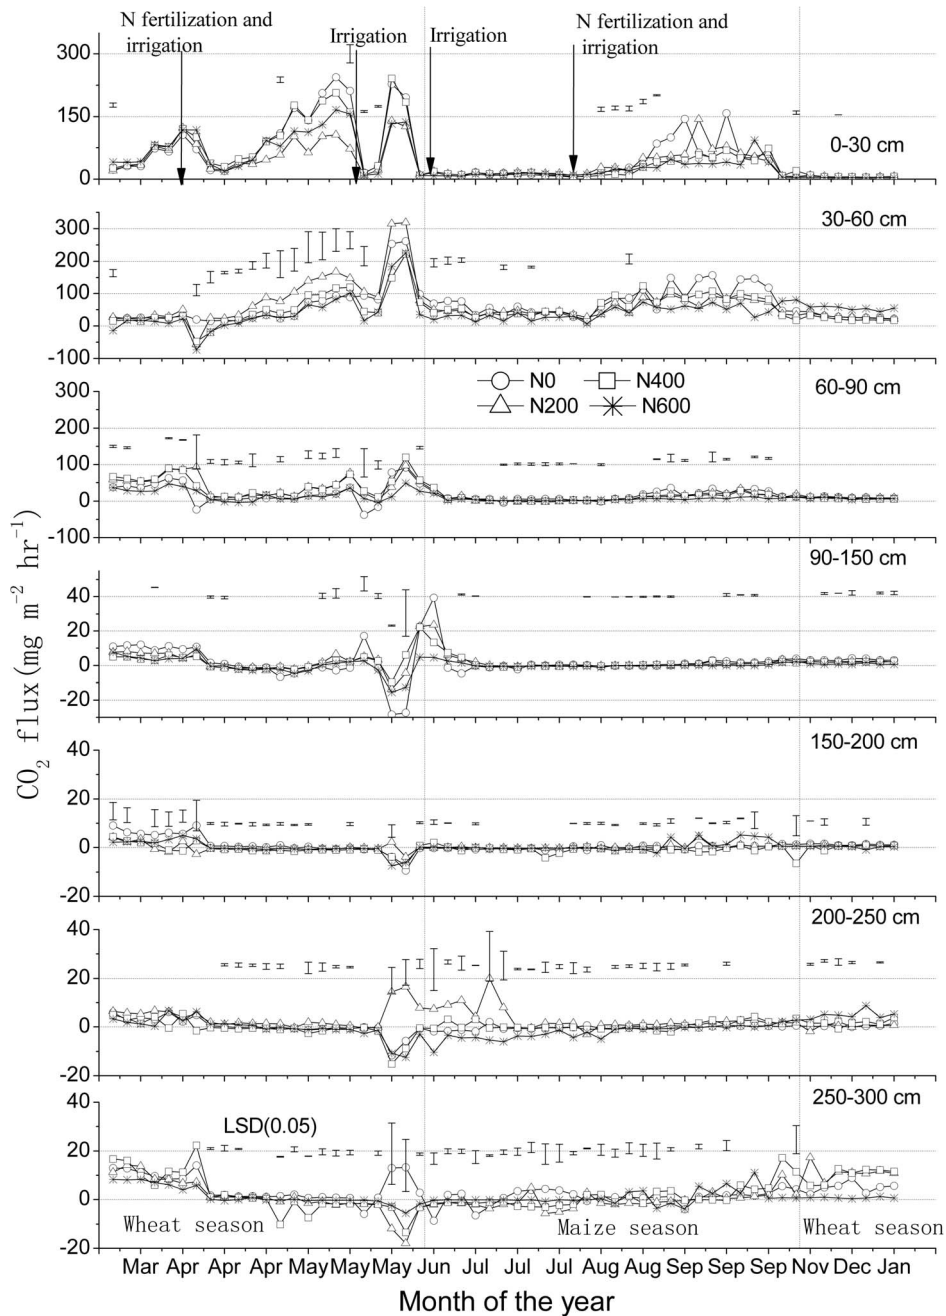 N fertilization and
irrigation
Irrigation
Irrigation
N fertilization and
irrigation
300
150
0
0-30 cm
400
300
200
100
0
-100
30-60 cm
300
200
100
0
-100
N0
N400
N200
N600
60-90 cm
40
20
0
-20
90-150 cm
40
20
0
-20
150-200 cm
40
20
0
-20
200-250 cm
40
20
0
-20
250-300 cm
LSD(0.05)
Wheat season
Maize season
Wheat season
CO2 flux(mg m−2 hr−1)
Mar Apr Apr Apr May May May Jun Jul Jul Jul Aug Aug Sep Sep Sep Nov Dec Jan
Month of the year